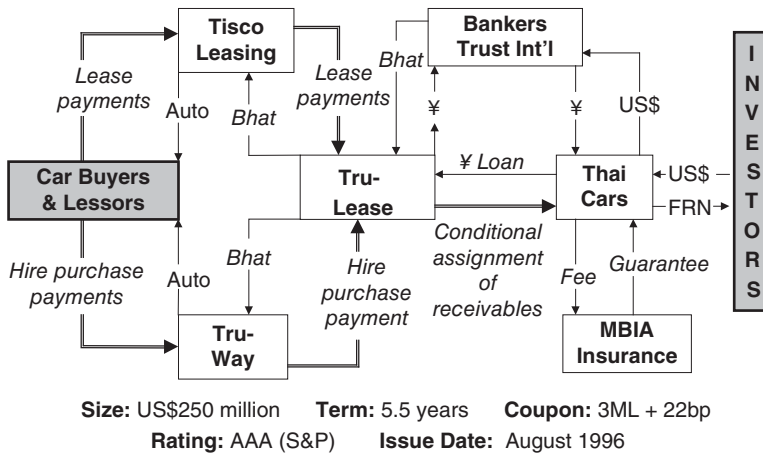 Tisco
Leasing
Bankers
Trust Int'l
Lease
payments
Lease
payments
Bhat
Auto
Bhat
¥
¥
US$
Car Buyers
& Lessors
Tru-
Lease
¥ Loan
Thai
Cars
US$
FRN
INVESTORS
Hire purchase
payments
Auto
Bhat
Hire
purchase
payment
Conditional
assignment
of
receivables
Fee
Guarantee
Tru-
Way
MBIA
Insurance
Size: US$250 million Term: 5.5 years Coupon: 3ML + 22bp
Rating: AAA (S&P) Issue Date: August 1996